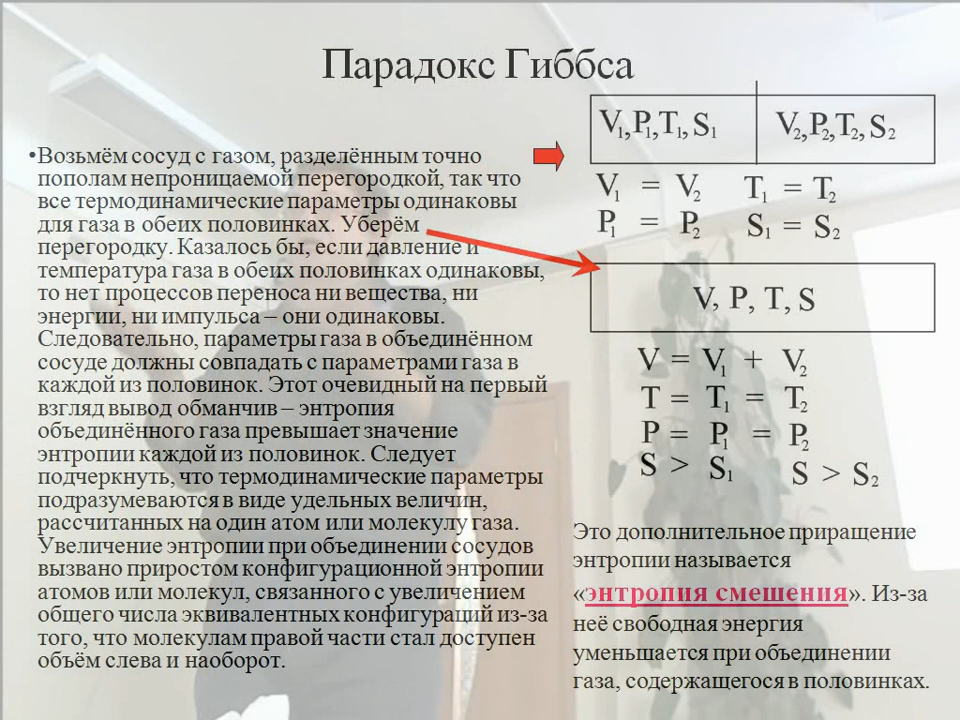 Парадокс Гиббса
•Возьмём сосуд с газом, разделённым точно
пополам непроницаемой перегородкой, так что
все термодинамические параметры одинаковы
для газа в обеих половинках. Уберём
перегородку. Казалось бы, если давление и
температура газа в обеих половинках одинаковы,
то нет процессов переноса ни вещества, ни
энергии, ни импульса – они одинаковы.
Следовательно, параметры газа в объединённом
сосуде должны совпадать с параметрами газа в
каждой из половинок. Этот очевидный на первый
взгляд вывод обманчив – энтропия
объединённого газа превышает значение
энтропии каждой из половинок. Следует
подчеркнуть, что термодинамические параметры
подразумеваются в виде удельных величин,
рассчитанных на один атом или молекулу газа.
Увеличение энтропии при объединении сосудов
вызвано приростом конфигурационной энтропии
атомов или молекул, связанного с увеличением
общего числа эквивалентных конфигураций из-за
того, что молекулам правой части стал доступен
объём слева и наоборот.
V₁,P₁,T₁,S₁ V₂,P₂,T₂,S₂
V₁ = V₂ T₁ = T₂
P₁ = P₂ S₁ = S₂
V, P, T, S
V = V₁ + V₂
T = T₁ = T₂
P = P₁ = P₂
S > S₁ S > S₂
Это дополнительное приращение
энтропии называется
«энтропия смешения». Из-за
неё свободная энергия
уменьшается при объединении
газа, содержащегося в половинках.